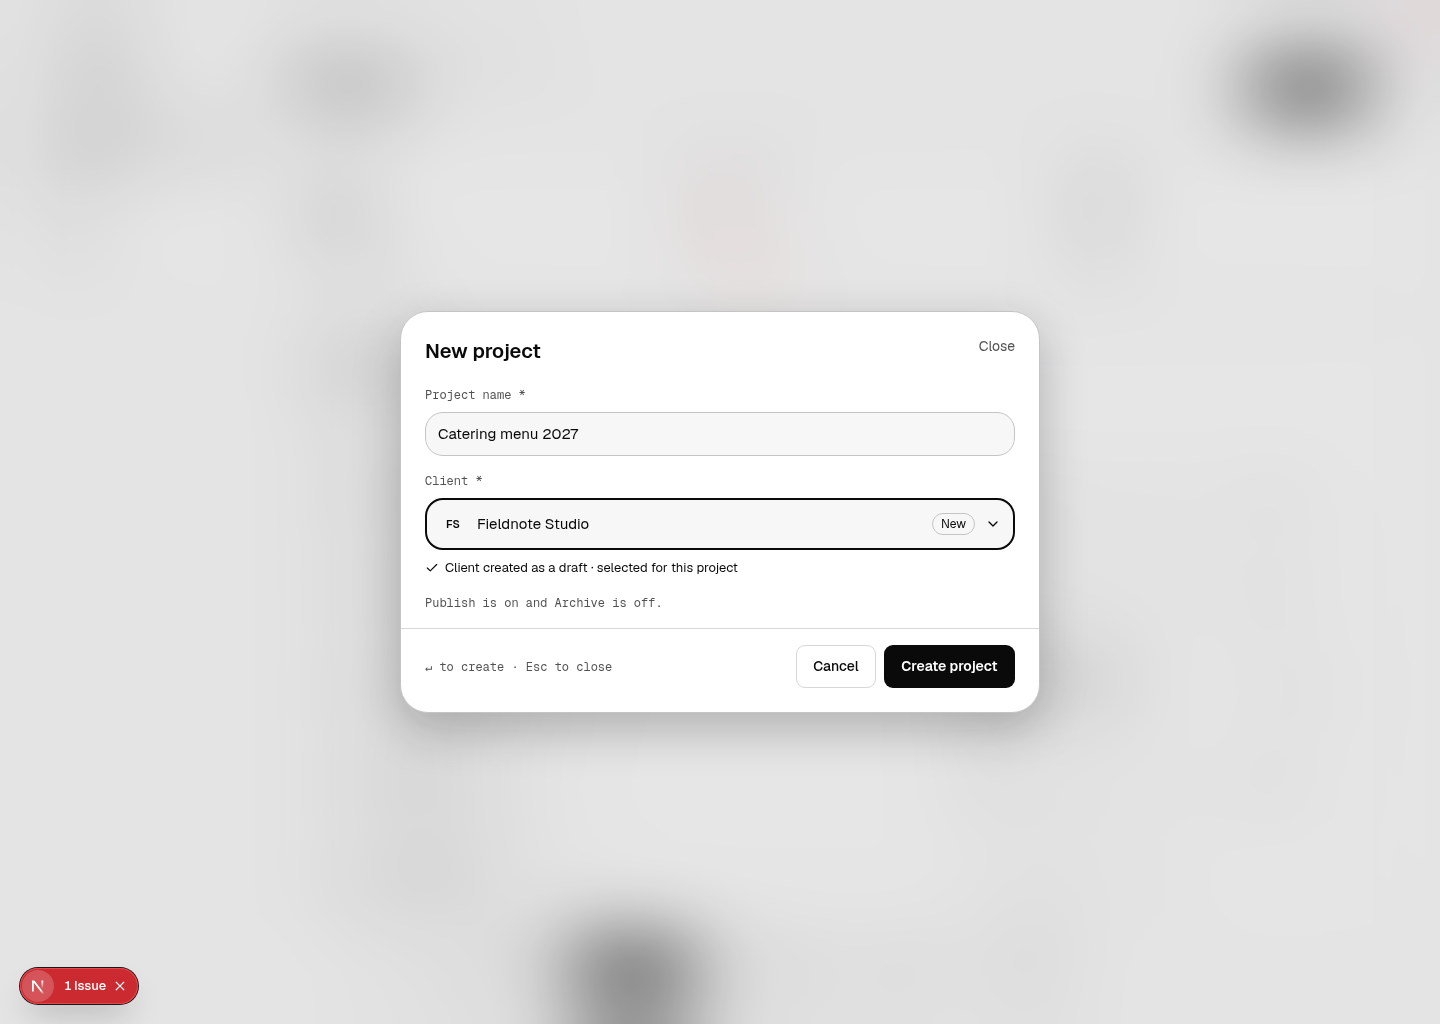 New project
Close
Project name *
Catering menu 2027
Client *
FS Fieldnote Studio New
Client created as a draft · selected for this project
Publish is on and Archive is off.
↵ to create · Esc to close
Cancel
Create project
N 1 Issue